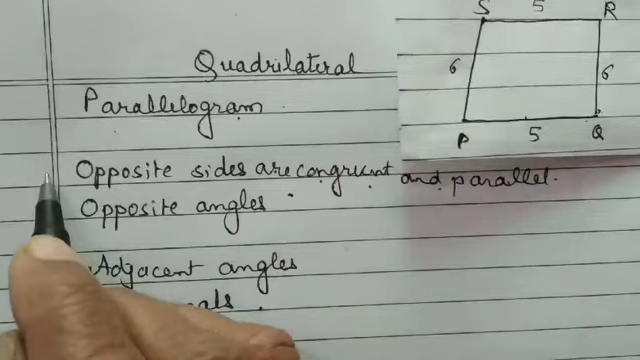 Quadrilateral
Parallelogram
Opposite sides are congruent and parallel.
Opposite angles
Adjacent angles
S 5 R
6 6
P 5 Q